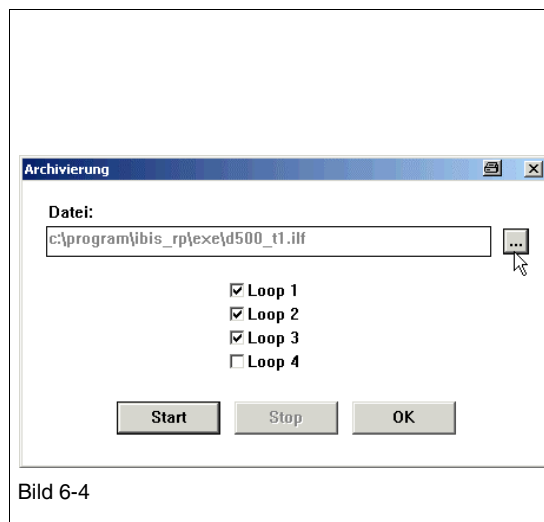 Archivierung
Datei:
c:\program\ibis_rp\exe\d500_t1.ilf
...
Loop 1
Loop 2
Loop 3
Loop 4
Start Stop OK
Bild 6-4